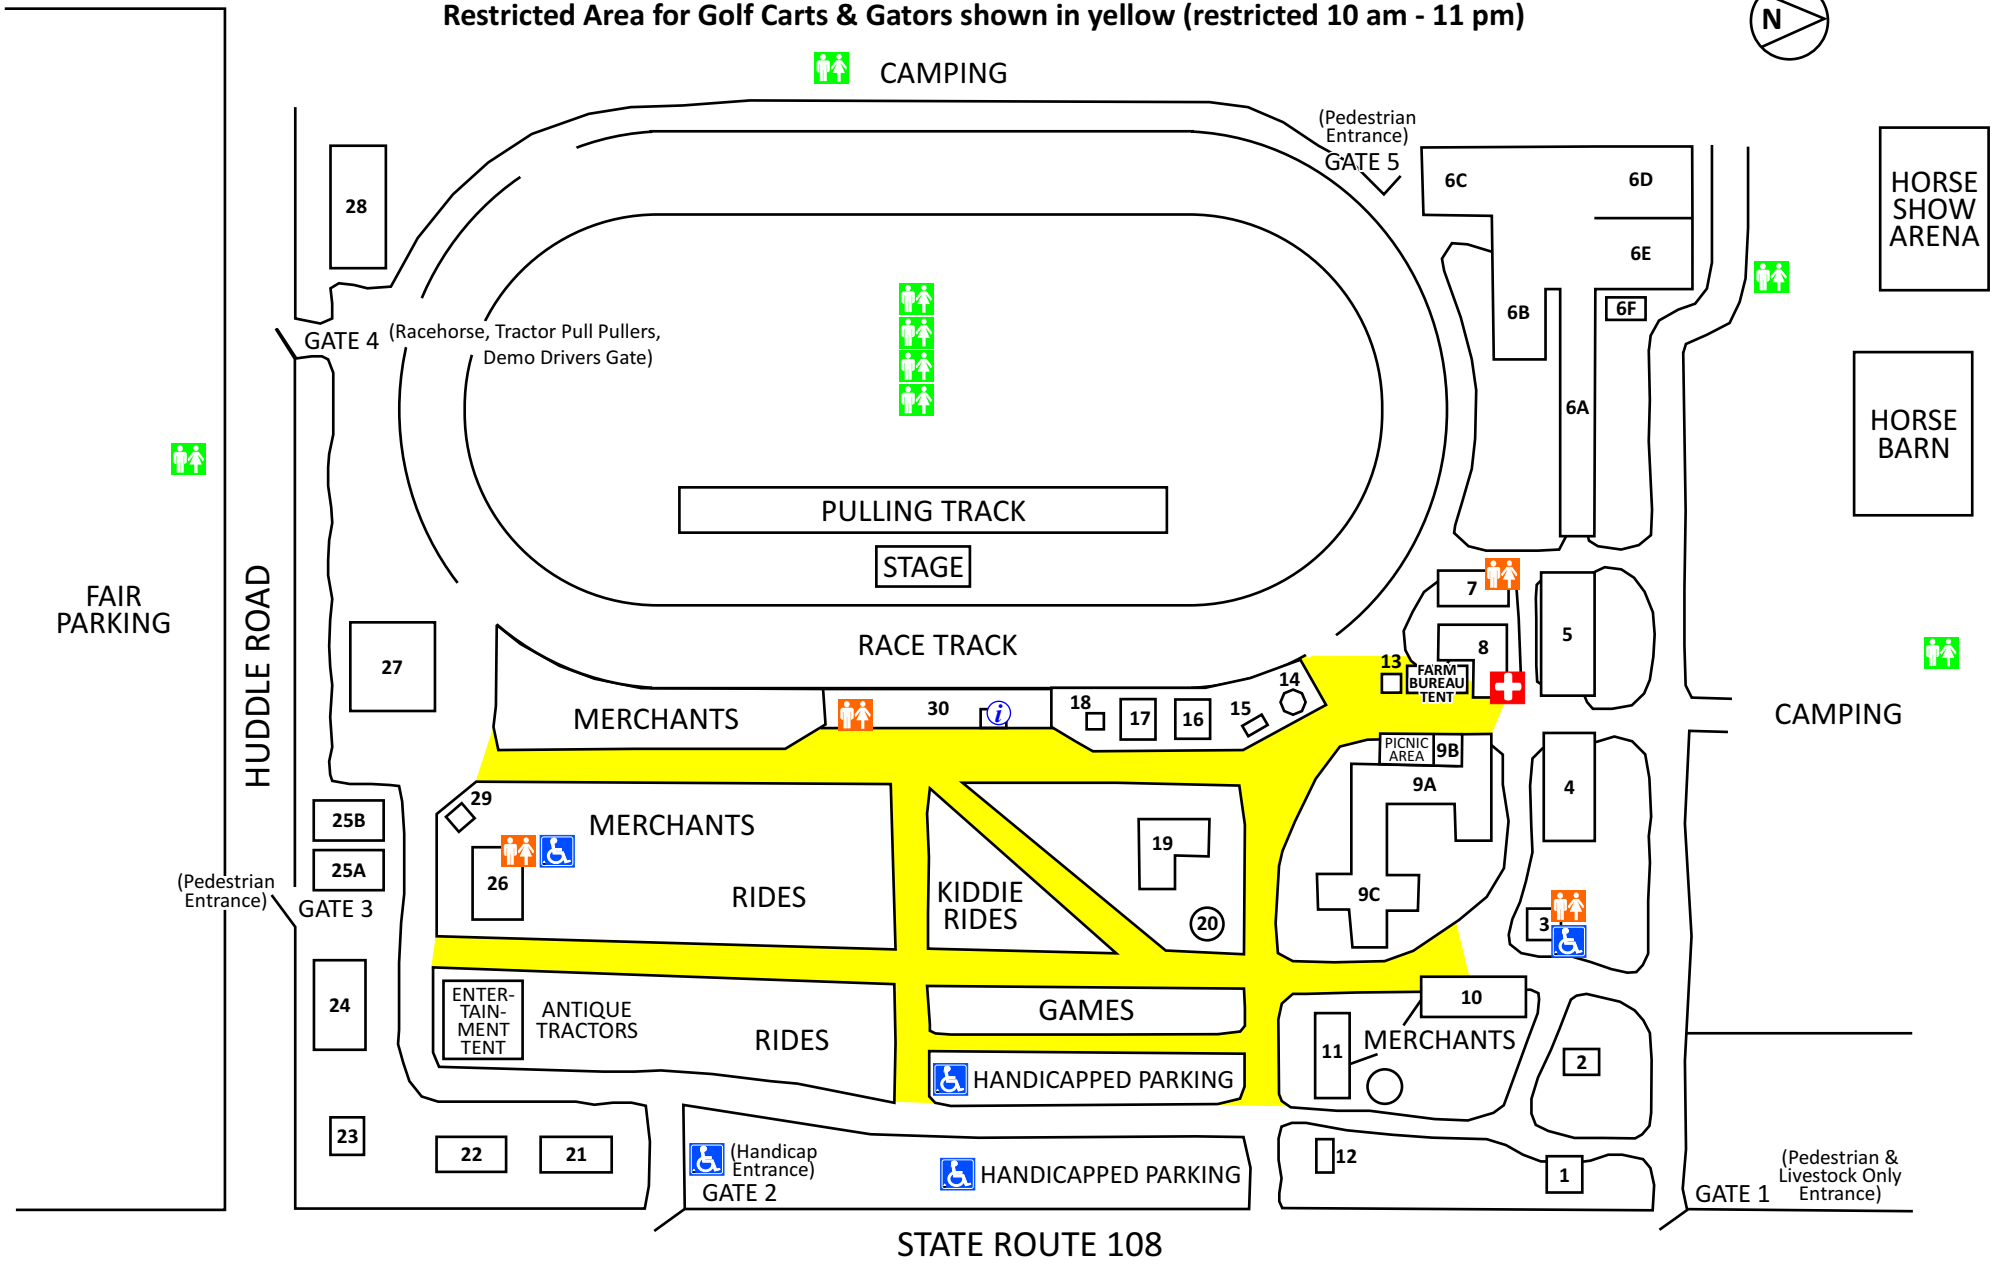 Restricted Area for Golf Carts & Gators shown in yellow (restricted 10 am - 11 pm)
N
CAMPING
(Pedestrian
Entrance)
GATE 5
6C
6D
HORSE
SHOW
ARENA
28
6E
6B
6F
GATE 4
(Racehorse, Tractor Pull Pullers,
Demo Drivers Gate)
6A
HORSE
BARN
PULLING TRACK
STAGE
FAIR
PARKING
HUDDLE ROAD
7
RACE TRACK
5
8
27
13
FARM
BUREAU
TENT
14
MERCHANTS
30
i
18
17
16
15
CAMPING
PICNIC
AREA
9B
9A
4
29
MERCHANTS
25B
19
25A
26
(Pedestrian
Entrance)
GATE 3
RIDES
KIDDIE
RIDES
9C
20
3
24
ENTER-
TAIN-
MENT
TENT
ANTIQUE
TRACTORS
GAMES
10
RIDES
MERCHANTS
11
2
HANDICAPPED PARKING
23
22
21
(Handicap
Entrance)
GATE 2
HANDICAPPED PARKING
12
1
(Pedestrian &
Livestock Only
Entrance)
GATE 1
STATE ROUTE 108